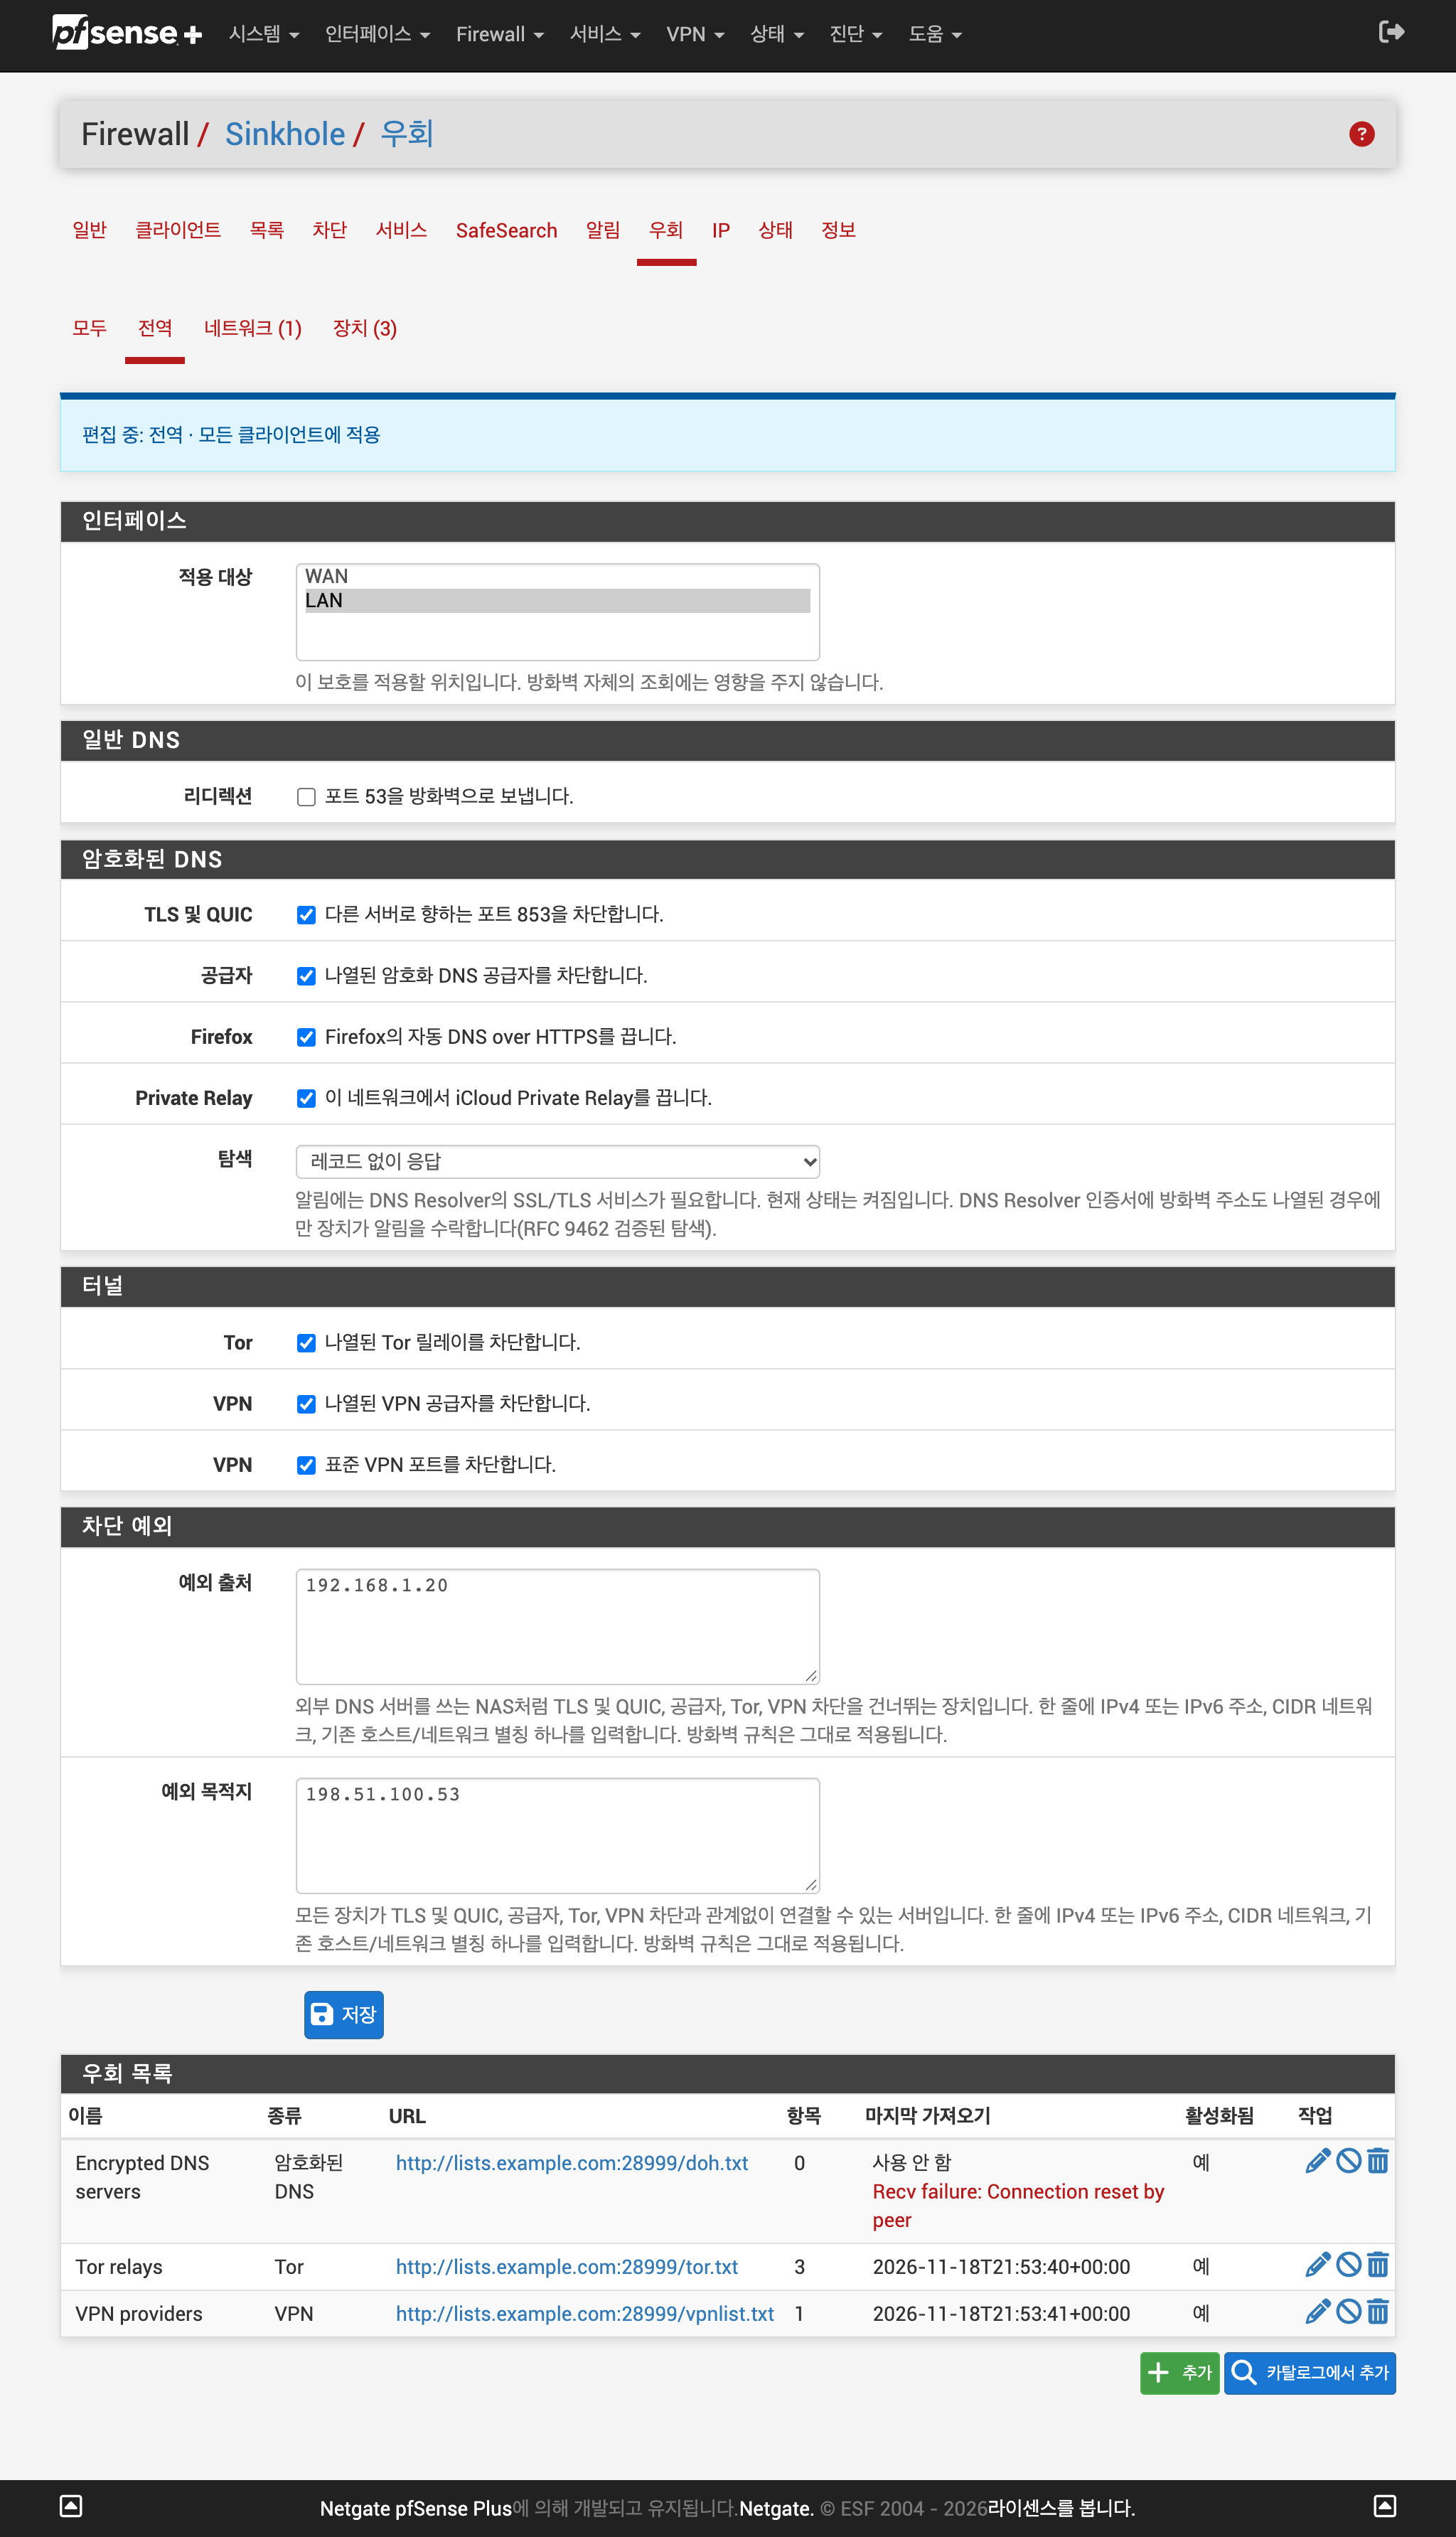 pfsense +
시스템
인터페이스
Firewall
서비스
VPN
상태
진단
도움
Firewall / Sinkhole / 우회
일반
클라이언트
목록
차단
서비스
SafeSearch
알림
우회
IP
상태
정보
모두
전역
네트워크 (1)
장치 (3)
편집 중: 전역 · 모든 클라이언트에 적용
인터페이스
적용 대상
WAN
LAN
이 보호를 적용할 위치입니다. 방화벽 자체의 조회에는 영향을 주지 않습니다.
일반 DNS
리디렉션
포트 53을 방화벽으로 보냅니다.
암호화된 DNS
TLS 및 QUIC
다른 서버로 향하는 포트 853을 차단합니다.
공급자
나열된 암호화 DNS 공급자를 차단합니다.
Firefox
Firefox의 자동 DNS over HTTPS를 끕니다.
Private Relay
이 네트워크에서 iCloud Private Relay를 끕니다.
탐색
레코드 없이 응답
알림에는 DNS Resolver의 SSL/TLS 서비스가 필요합니다. 현재 상태는 켜짐입니다. DNS Resolver 인증서에 방화벽 주소도 나열된 경우에
만 장치가 알림을 수락합니다(RFC 9462 검증된 탐색).
터널
Tor
나열된 Tor 릴레이를 차단합니다.
VPN
나열된 VPN 공급자를 차단합니다.
VPN
표준 VPN 포트를 차단합니다.
차단 예외
예외 출처
192.168.1.20
외부 DNS 서버를 쓰는 NAS처럼 TLS 및 QUIC, 공급자, Tor, VPN 차단을 건너뛰는 장치입니다. 한 줄에 IPv4 또는 IPv6 주소, CIDR 네트워
크, 기존 호스트/네트워크 별칭 하나를 입력합니다. 방화벽 규칙은 그대로 적용됩니다.
예외 목적지
198.51.100.53
모든 장치가 TLS 및 QUIC, 공급자, Tor, VPN 차단과 관계없이 연결할 수 있는 서버입니다. 한 줄에 IPv4 또는 IPv6 주소, CIDR 네트워크, 기
존 호스트/네트워크 별칭 하나를 입력합니다. 방화벽 규칙은 그대로 적용됩니다.
저장
우회 목록
이름 종류 URL 항목 마지막 가져오기 활성화됨 작업
Encrypted DNS 암호화된 http://lists.example.com:28999/doh.txt 0 사용 안 함 예
servers DNS Recv failure: Connection reset by
peer
Tor relays Tor http://lists.example.com:28999/tor.txt 3 2026-11-18T21:53:40+00:00 예
VPN providers VPN http://lists.example.com:28999/vpnlist.txt 1 2026-11-18T21:53:41+00:00 예
추가
카탈로그에서 추가
Netgate pfSense Plus에 의해 개발되고 유지됩니다.Netgate. © ESF 2004 - 2026라이센스를 봅니다.